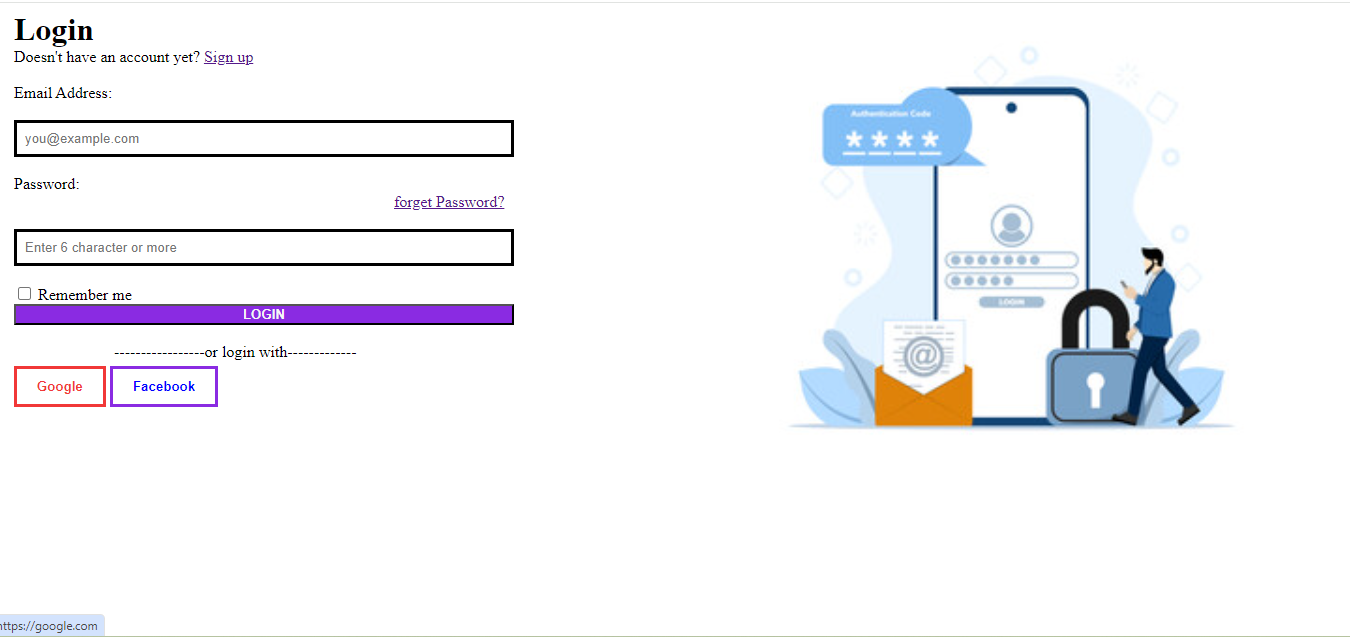 Login
Doesn't have an account yet? Sign up
Email Address:
you@example.com
Password:
forget Password?
Enter 6 character or more
Remember me
LOGIN
------------------or login with-------------
Google Facebook
Authentication Code
* * * *
LOGIN
@
https://google.com